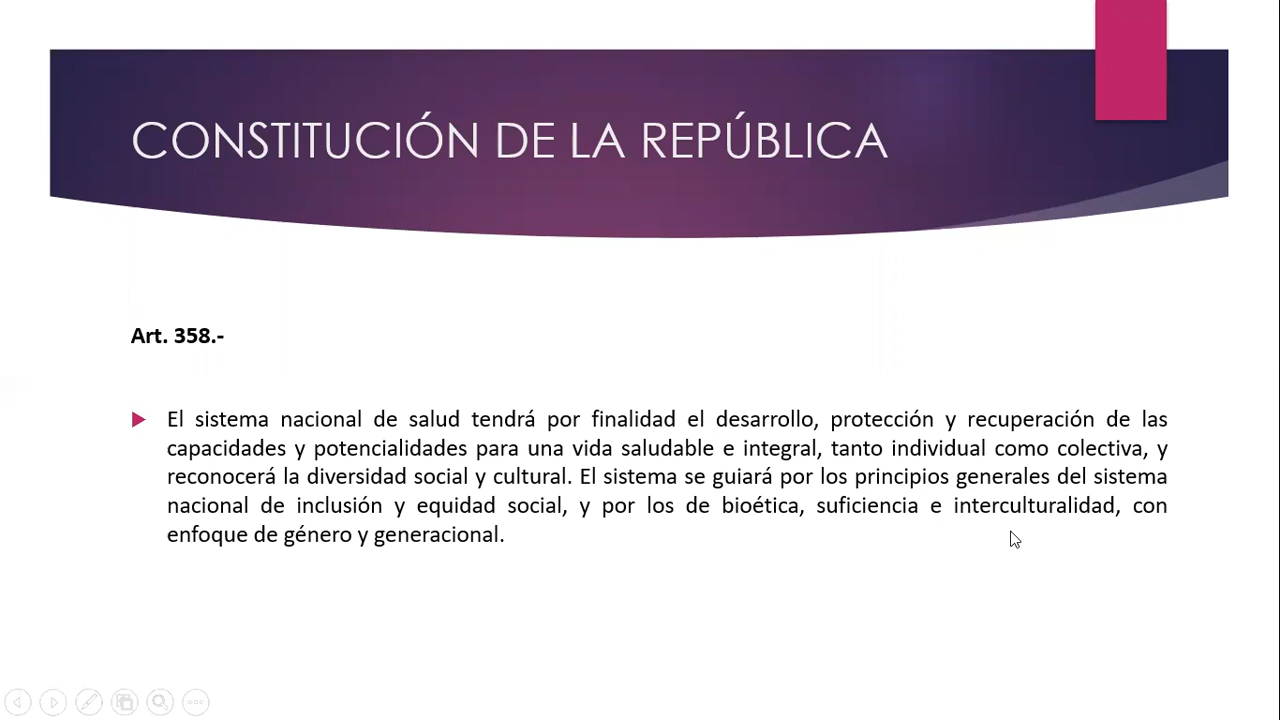 CONSTITUCIÓN DE LA REPÚBLICA
Art. 358.-
El sistema nacional de salud tendrá por finalidad el desarrollo, protección y recuperación de las
capacidades y potencialidades para una vida saludable e integral, tanto individual como colectiva, y
reconocerá la diversidad social y cultural. El sistema se guiará por los principios generales del sistema
nacional de inclusión y equidad social, y por los de bioética, suficiencia e interculturalidad, con
enfoque de género y generacional.